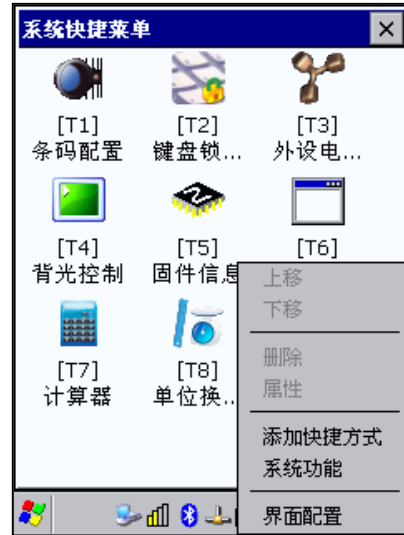 系统快捷菜单
[T1] [T2] [T3]
条码配置 键盘锁... 外设电...
[T4] [T5] [T6]
背光控制 固件信息
上移
下移
[T7] [T8]
计算器 单位换..
删除
属性
添加快捷方式
系统功能
界面配置